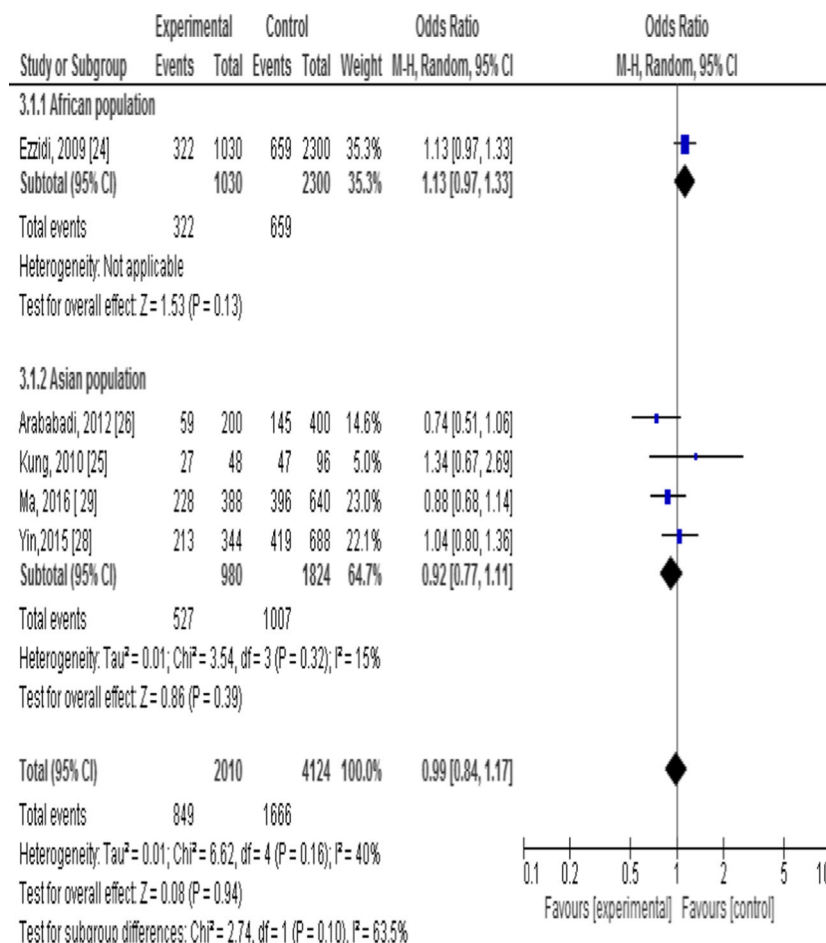 Experimental Control Odds Ratio Odds Ratio
Study or Subgroup Events Total Events Total Weight M-H, Random, 95% CI M-H, Random, 95% CI
3.1.1 African population
Ezzidi, 2009 [24] 322 1030 659 2300 35.3% 1.13 [0.97, 1.33]
Subtotal (95% CI) 1030 2300 35.3% 1.13 [0.97, 1.33]
Total events 322 659
Heterogeneity: Not applicable
Test for overall effect: Z = 1.53 (P = 0.13)
3.1.2 Asian population
Arababadi, 2012 [26] 59 200 145 400 14.6% 0.74 [0.51, 1.06]
Kung, 2010 [25] 27 48 47 96 5.0% 1.34 [0.67, 2.69]
Ma, 2016 [ 29] 228 388 396 640 23.0% 0.88 [0.68, 1.14]
Yin,2015 [28] 213 344 419 688 22.1% 1.04 [0.80, 1.36]
Subtotal (95% CI) 980 1824 64.7% 0.92 [0.77, 1.11]
Total events 527 1007
Heterogeneity: Tau² = 0.01; Chi² = 3.54, df = 3 (P = 0.32); I² = 15%
Test for overall effect: Z = 0.86 (P = 0.39)
Total (95% CI) 2010 4124 100.0% 0.99 [0.84, 1.17]
Total events 849 1666
Heterogeneity: Tau² = 0.01; Chi² = 6.62, df = 4 (P = 0.16); I² = 40%
Test for overall effect: Z = 0.08 (P = 0.94)
Test for subgroup differences: Chi² = 2.74, df = 1 (P = 0.10), I² = 63.5%
0.1 0.2 0.5 1 2 5 10
Favours [experimental] Favours [control]